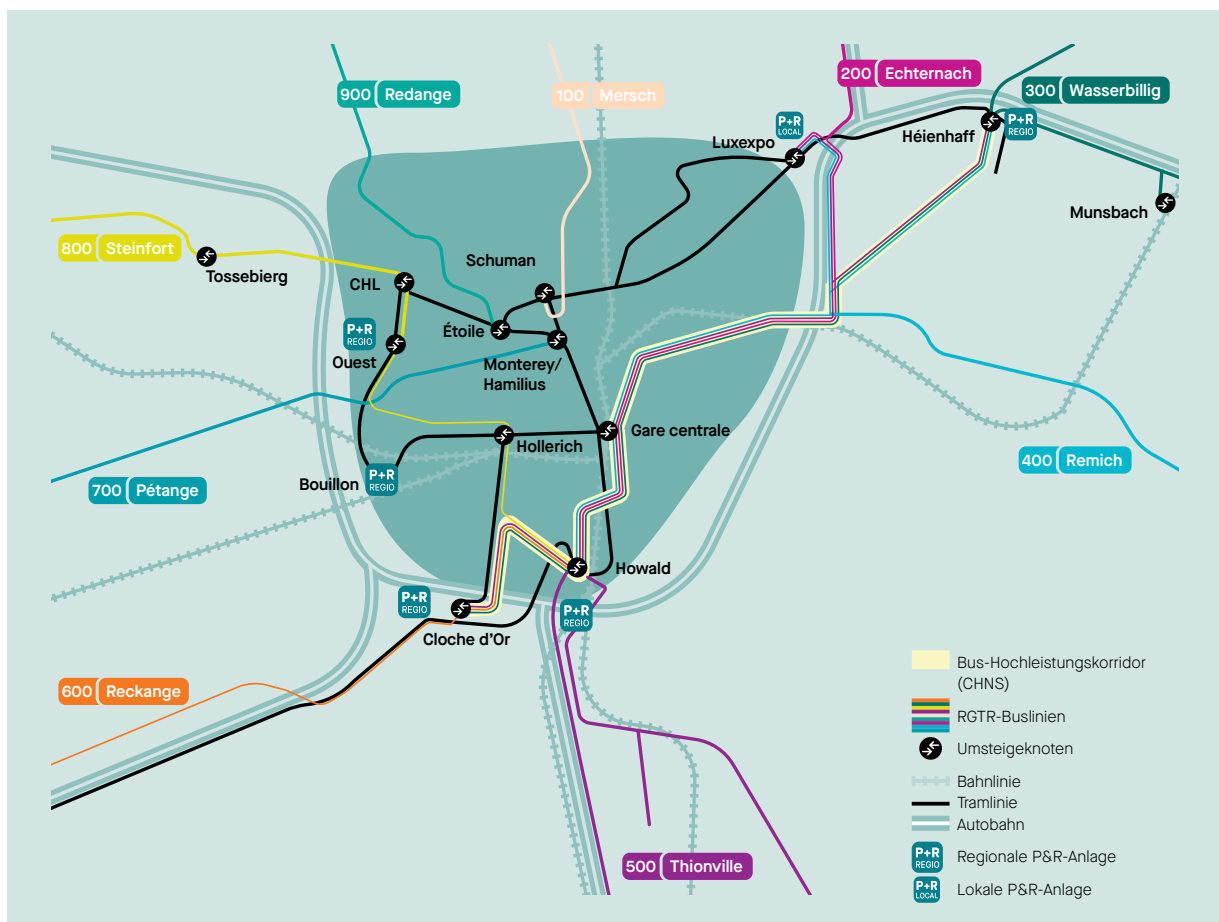 900 Redange
100 Mersch
200 Echternach
300 Wasserbillig
P+R
LOCAL
Luxexpo
Héienhaff
P+R
REGIO
Munsbach
800 Steinfort
Tossebierg
Schuman
CHL
P+R
REGIO
Ouest
Étoile
Monterey/
Hamilius
Gare centrale
Hollerich
400 Remich
700 Pétange
Bouillon
P+R
REGIO
Howald
P+R
REGIO
P+R
REGIO
Cloche d'Or
600 Reckange
500 Thionville
Bus-Hochleistungskorridor
(CHNS)
RGTR-Buslinien
Umsteigeknoten
Bahnlinie
Tramlinie
Autobahn
P+R
REGIO
Regionale P&R-Anlage
P+R
LOCAL
Lokale P&R-Anlage